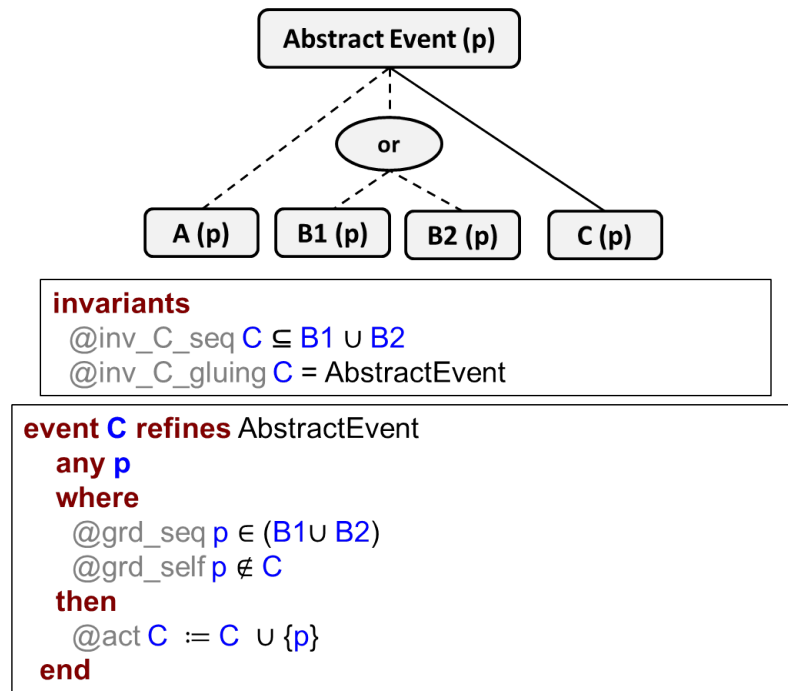 Abstract Event (p)
or
A (p)
B1 (p)
B2 (p)
C (p)
invariants
@inv_C_seq C ⊆ B1 ∪ B2
@inv_C_gluing C = AbstractEvent
event C refines AbstractEvent
any p
where
@grd_seq p ∈ (B1∪ B2)
@grd_self p ∉ C
then
@act C ≔ C ∪ {p}
end